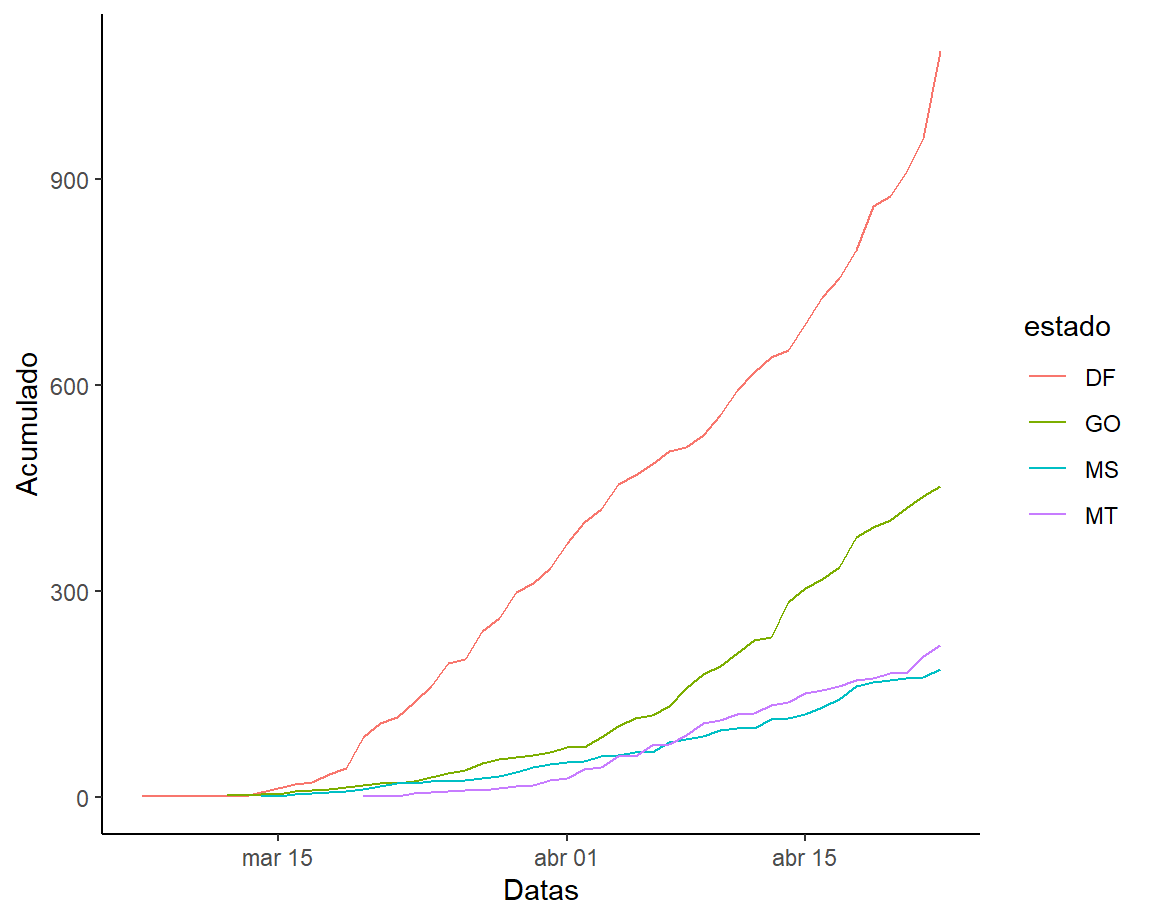 Acumulado
900
600
300
0
mar 15
abr 01
abr 15
Datas
estado
DF
GO
MS
MT